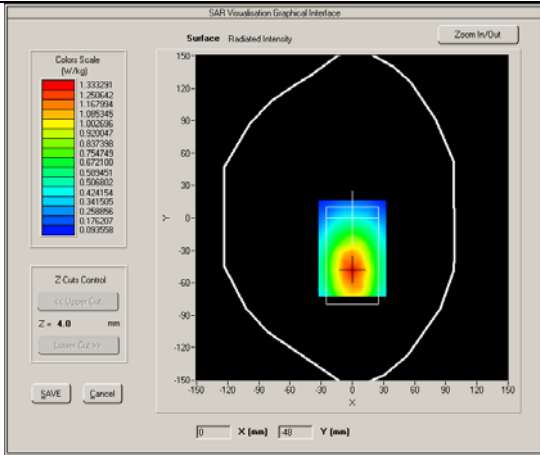 SAR Visualisation Graphical Interface
Surface Radiated Intensity
Zoom In/Out
Colors Scale
(W/kg)
1.333291
1.250642
1.167994
1.085345
1.002696
0.920047
0.837398
0.754749
0.672100
0.589451
0.506802
0.424154
0.341505
0.258856
0.176207
0.093558
150
120
90
60
30
0
-30
-60
-90
-120
-150
Y
-150 -120 -90 -60 -30 0 30 60 90 120 150
X
Z-Cuts Control
<< Upper Cut
Z = 4.0 mm
Lower Cut >>
SAVE Cancel
0 X (mm) -48 Y (mm)